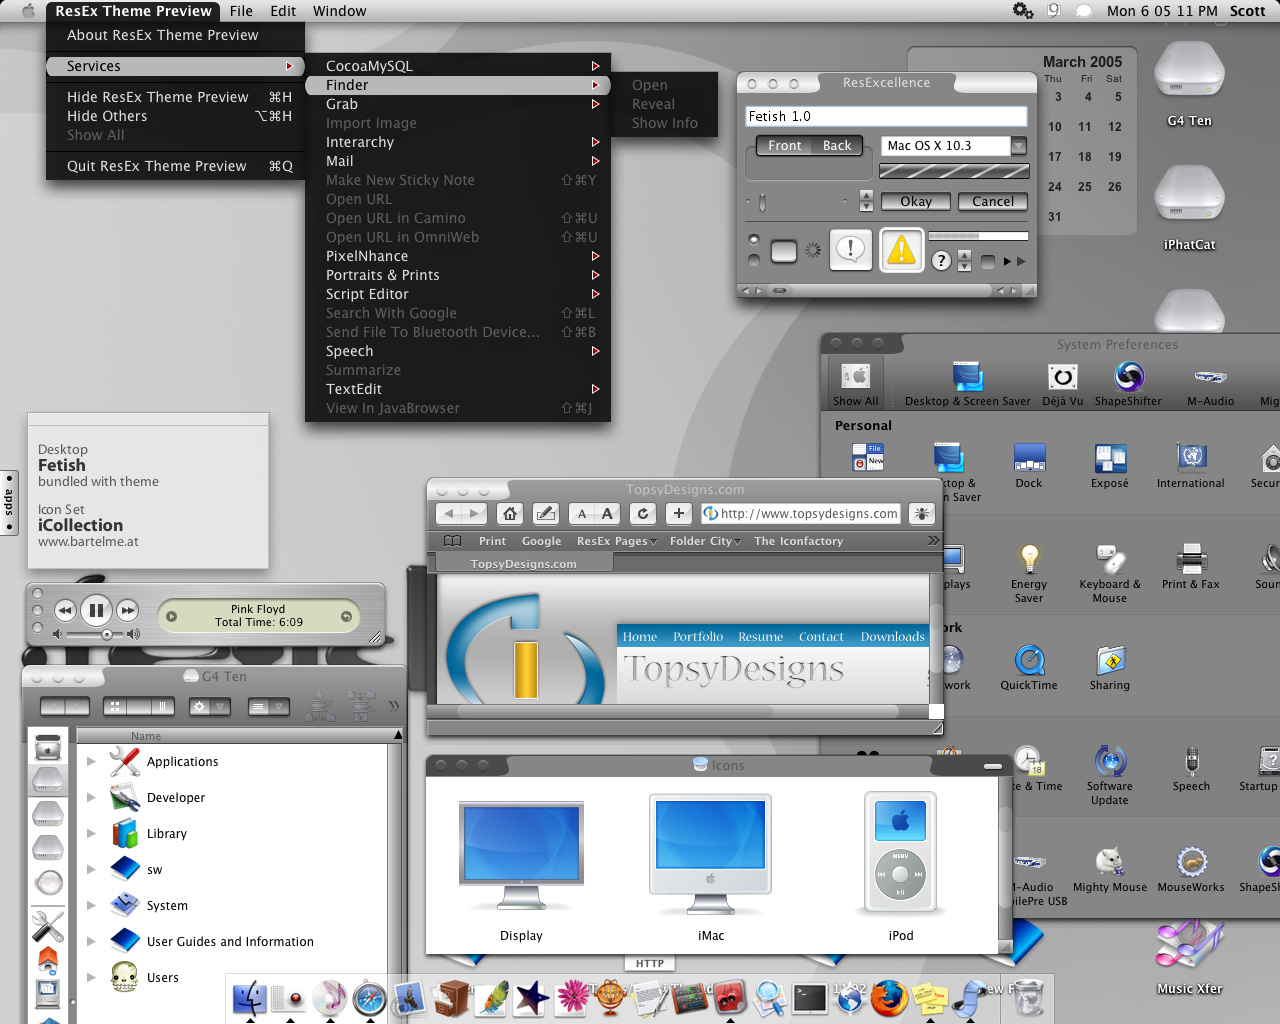 ResEx Theme Preview File Edit Window
Mon 6 05 11 PM Scott
About ResEx Theme Preview
Services
Hide ResEx Theme Preview ⌘H
Hide Others ⌥⌘H
Show All
Quit ResEx Theme Preview ⌘Q
CocoaMySQL
Finder
Grab
Import Image
Interarchy
Mail
Make New Sticky Note ⇧⌘Y
Open URL
Open URL in Camino ⇧⌘U
Open URL in OmniWeb ⇧⌘U
PixelNhance
Portraits & Prints
Script Editor
Search With Google ⇧⌘L
Send File To Bluetooth Device... ⇧⌘B
Speech
Summarize
TextEdit
View In JavaBrowser ⇧⌘J
Open
Reveal
Show Info
ResExcellence
Fetish 1.0
Front Back
Mac OS X 10.3
Okay Cancel
March 2005
Thu Fri Sat
3 4 5
10 11 12
17 18 19
24 25 26
31
G4 Ten
iPhatCat
System Preferences
Show All
Desktop & Screen Saver
Déjà Vu
ShapeShifter
M-Audio
Mig
Personal
File
New
p & n Saver
Dock
Exposé
International
Secur
plays
Energy Saver
Keyboard & Mouse
Print & Fax
Soun
ork
work
QuickTime
Sharing
te & Time
18
Software Update
Speech
Startup
M-Audio bilePre USB
Mighty Mouse
MouseWorks
ShapeS
Desktop
Fetish
bundled with theme
Icon Set
iCollection
www.bartelme.at
apps
Pink Floyd
Total Time: 6:09
G4 Ten
Name
Applications
Developer
Library
sw
System
User Guides and Information
Users
TopsyDesigns.com
A A
http://www.topsydesigns.com
Print Google ResEx Pages Folder City The Iconfactory
TopsyDesigns.com
Home Portfolio Resume Contact Downloads
TopsyDesigns
Icons
MENU
Display
iMac
iPod
HTTP
Music Xfer